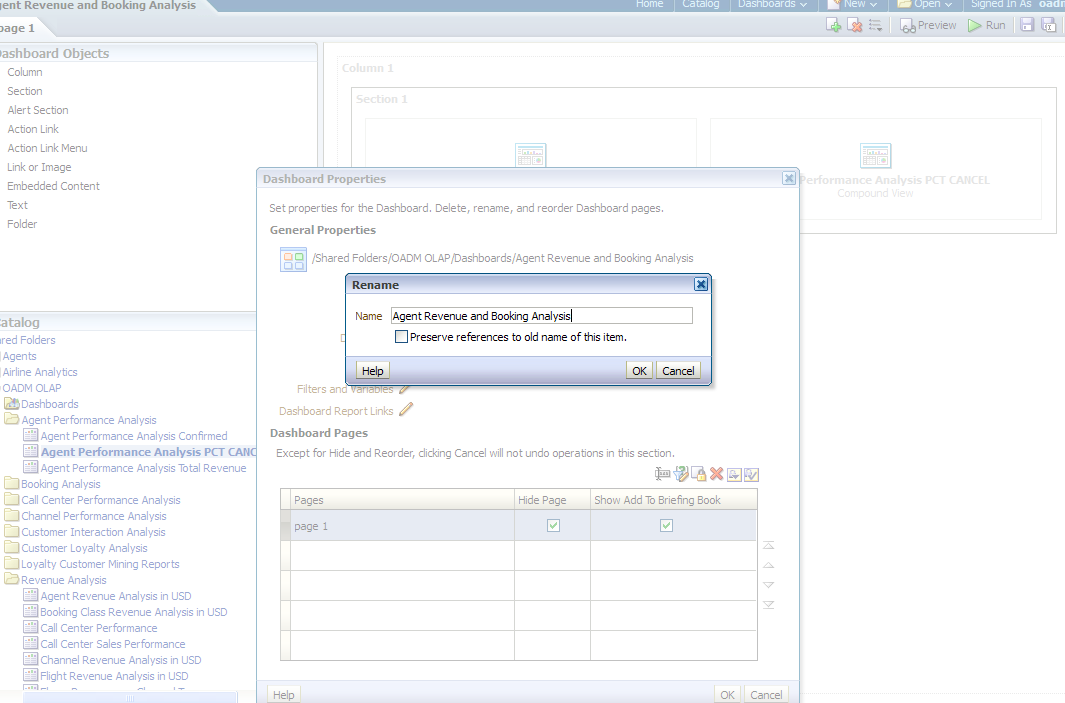 gent Revenue and Booking Analysis
Home Catalog Dashboards New Open Signed In As oadm
page 1
Preview Run
Dashboard Objects
Column
Section
Alert Section
Action Link
Action Link Menu
Link or Image
Embedded Content
Text
Folder
Column 1
Section 1
Performance Analysis PCT CANCEL
Compound View
Dashboard Properties
Set properties for the Dashboard. Delete, rename, and reorder Dashboard pages.
General Properties
/Shared Folders/OADM OLAP/Dashboards/Agent Revenue and Booking Analysis
Rename
Name Agent Revenue and Booking Analysis
Preserve references to old name of this item.
Help OK Cancel
Filters and Variables
Dashboard Report Links
Dashboard Pages
Except for Hide and Reorder, clicking Cancel will not undo operations in this section.
Pages Hide Page Show Add To Briefing Book
page 1
Help OK Cancel
Catalog
ared Folders
Agents
Airline Analytics
OADM OLAP
Dashboards
Agent Performance Analysis
Agent Performance Analysis Confirmed
Agent Performance Analysis PCT CANC
Agent Performance Analysis Total Revenue
Booking Analysis
Call Center Performance Analysis
Channel Performance Analysis
Customer Interaction Analysis
Customer Loyalty Analysis
Loyalty Customer Mining Reports
Revenue Analysis
Agent Revenue Analysis in USD
Booking Class Revenue Analysis in USD
Call Center Performance
Call Center Sales Performance
Channel Revenue Analysis in USD
Flight Revenue Analysis in USD